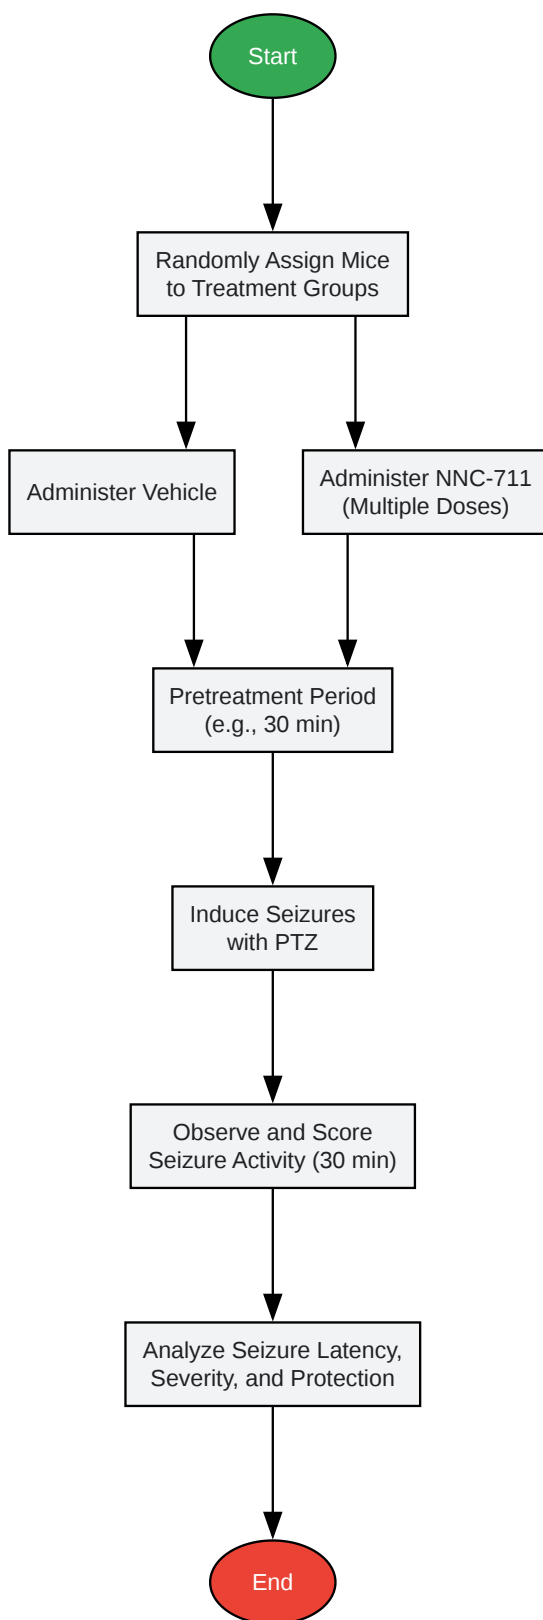 Start
Randomly Assign Mice
to Treatment Groups
Administer Vehicle
Administer NNC-711
(Multiple Doses)
Pretreatment Period
(e.g., 30 min)
Induce Seizures
with PTZ
Observe and Score
Seizure Activity (30 min)
Analyze Seizure Latency,
Severity, and Protection
End